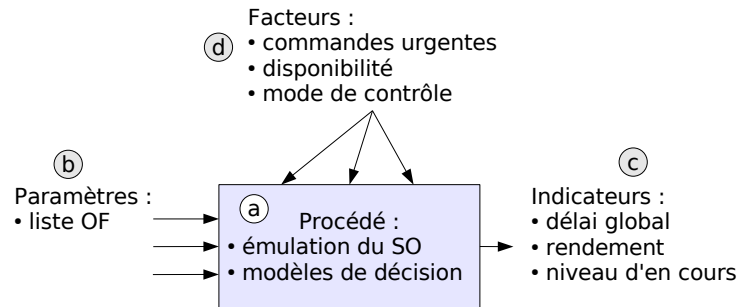 Facteurs :
d
• commandes urgentes
• disponibilité
• mode de contrôle
b
Paramètres :
• liste OF
a
Procédé :
• émulation du SO
• modèles de décision
c
Indicateurs :
• délai global
• rendement
• niveau d'en cours